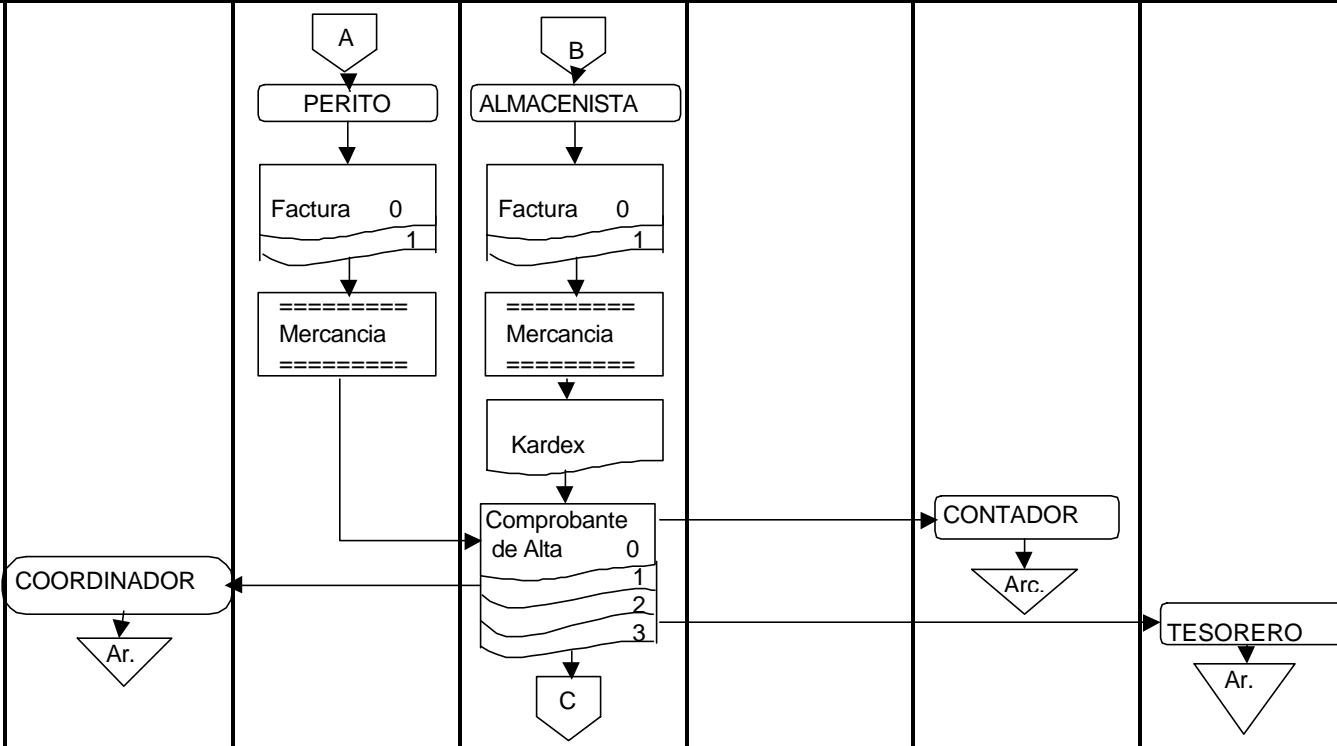 A
B
PERITO
ALMACENISTA
Factura 0
1
Factura 0
1
=========
Mercancia
=========
=========
Mercancia
=========
Kardex
Comprobante
de Alta 0
1
2
3
CONTADOR
Arc.
COORDINADOR
Ar.
TESORERO
Ar.
C